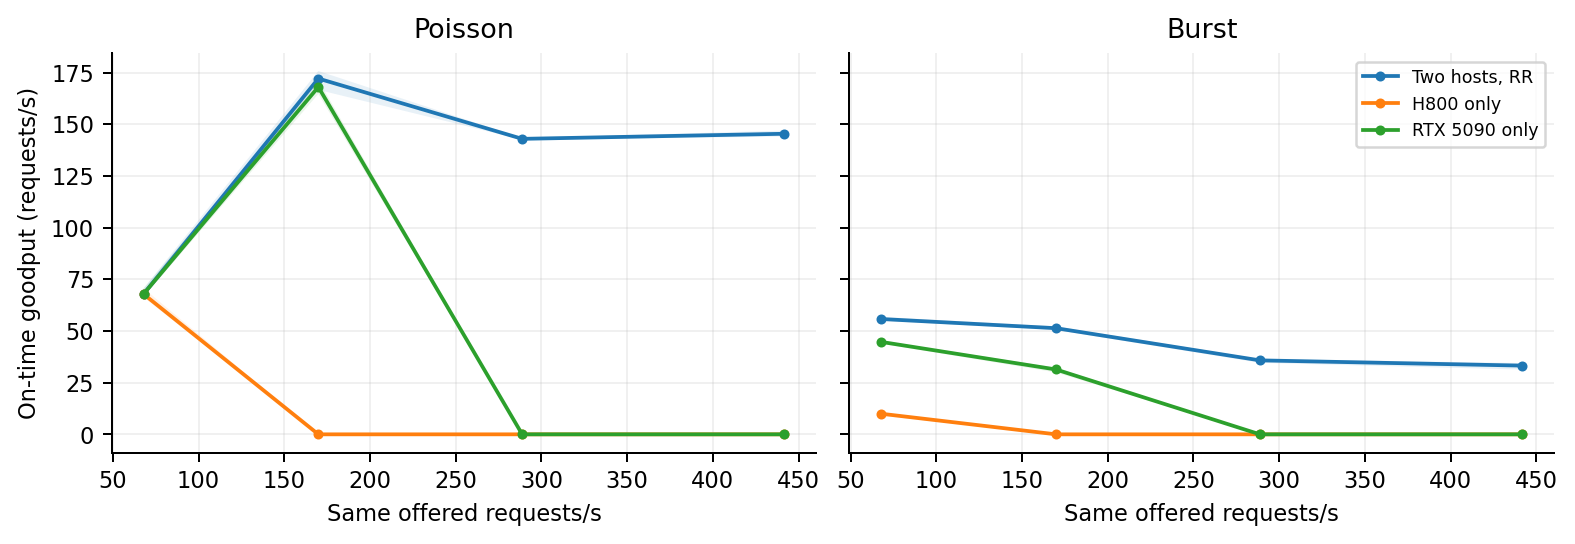 Poisson
Burst
On-time goodput (requests/s)
175
150
125
100
75
50
25
0
Two hosts, RR
H800 only
RTX 5090 only
50 100 150 200 250 300 350 400 450
50 100 150 200 250 300 350 400 450
Same offered requests/s
Same offered requests/s